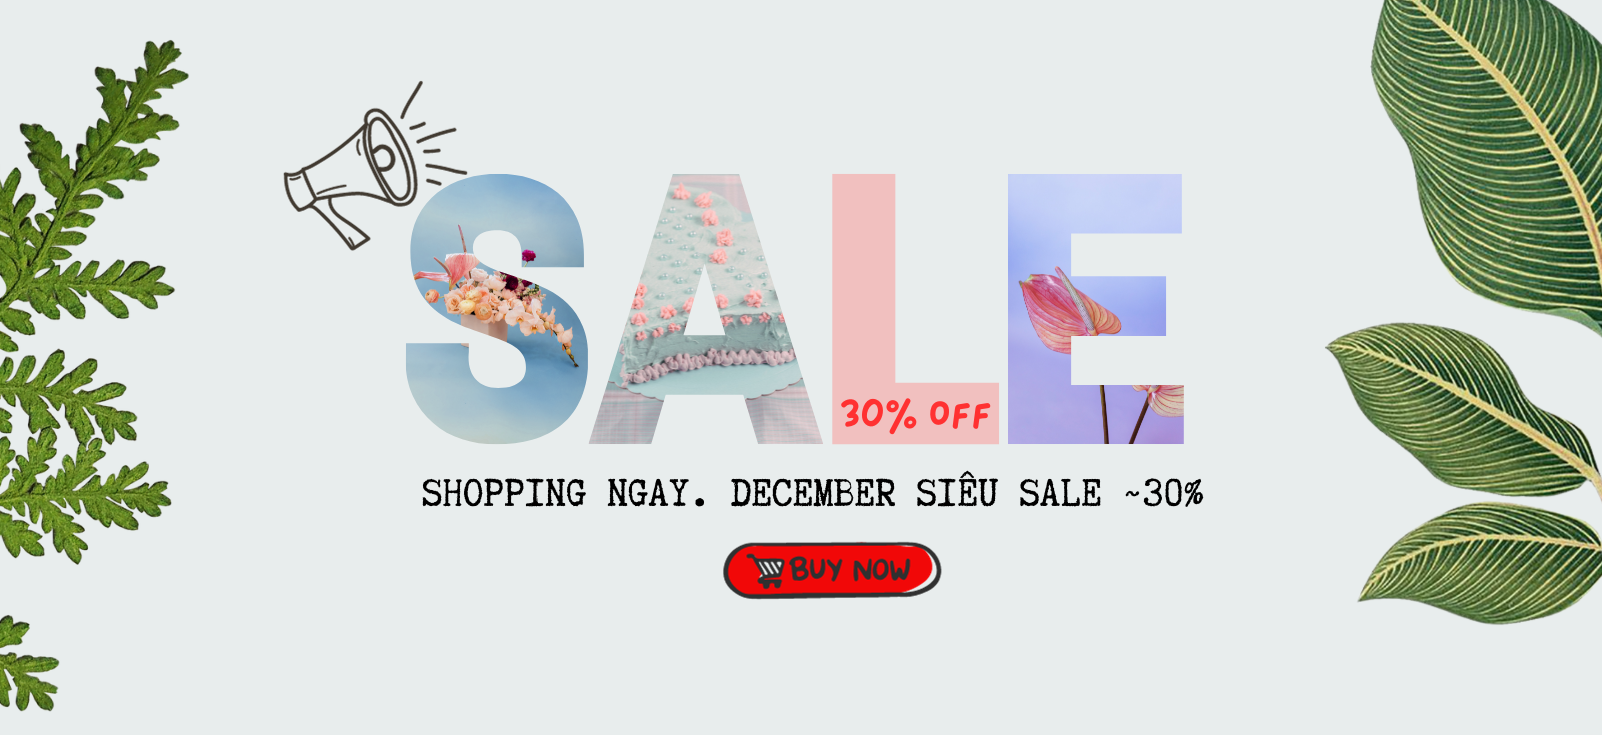 SALE
30% OFF
SHOPPING NGAY. DECEMBER SIÊU SALE ~30%
BUY NOW